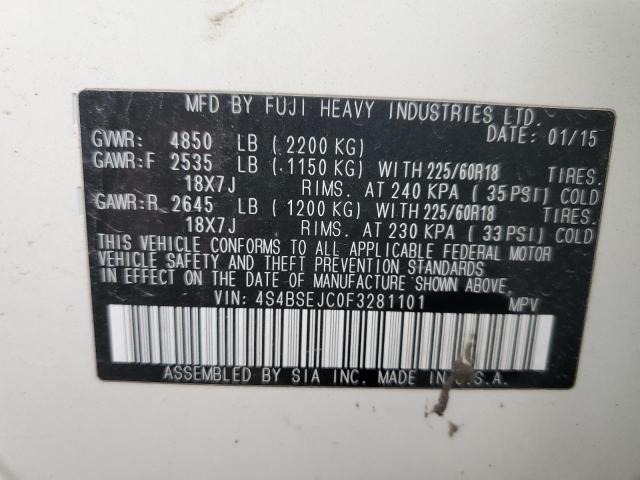 MFD BY FUJI HEAVY INDUSTRIES LTD.
DATE: 01/15
GVWR: 4850 LB (.2200 KG)
GAWR:F 2535 LB (.1150 KG) WITH 225/60R18 TIRES.
18X7J RIMS. AT 240 KPA ( 35 PSI) COLD
GAWR:R 2645 LB ( 1200 KG) WITH 225/60R18 TIRES.
18X7J RIMS. AT 230 KPA ( 33 PSI) COLD
THIS VEHICLE CONFORMS TO ALL APPLICABLE FEDERAL MOTOR
VEHICLE SAFETY AND THEFT PREVENTION STANDARDS
IN EFFECT ON THE DATE OF MANUFACTURE SHOWN ABOVE.
VIN: 4S4BSEJC0F3281101 MPV
ASSEMBLED BY SIA INC. MADE IN U.S.A.